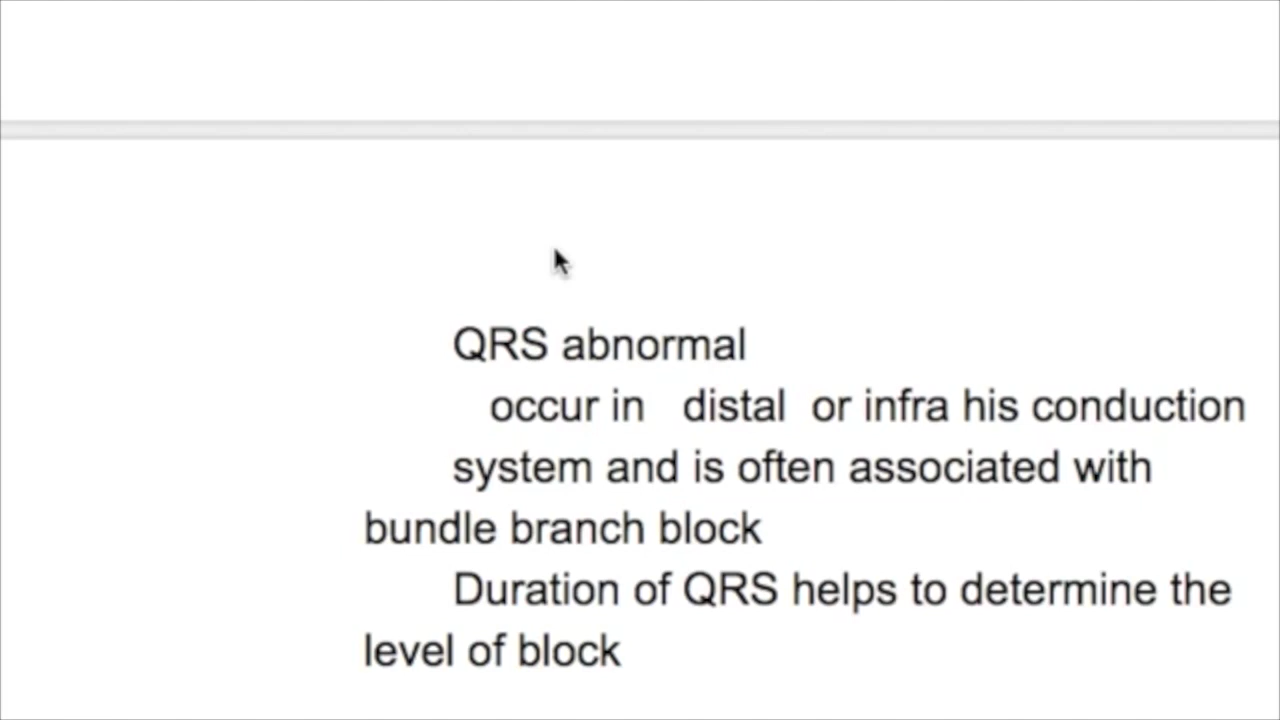 QRS abnormal
occur in distal or infra his conduction
system and is often associated with
bundle branch block
Duration of QRS helps to determine the
level of block